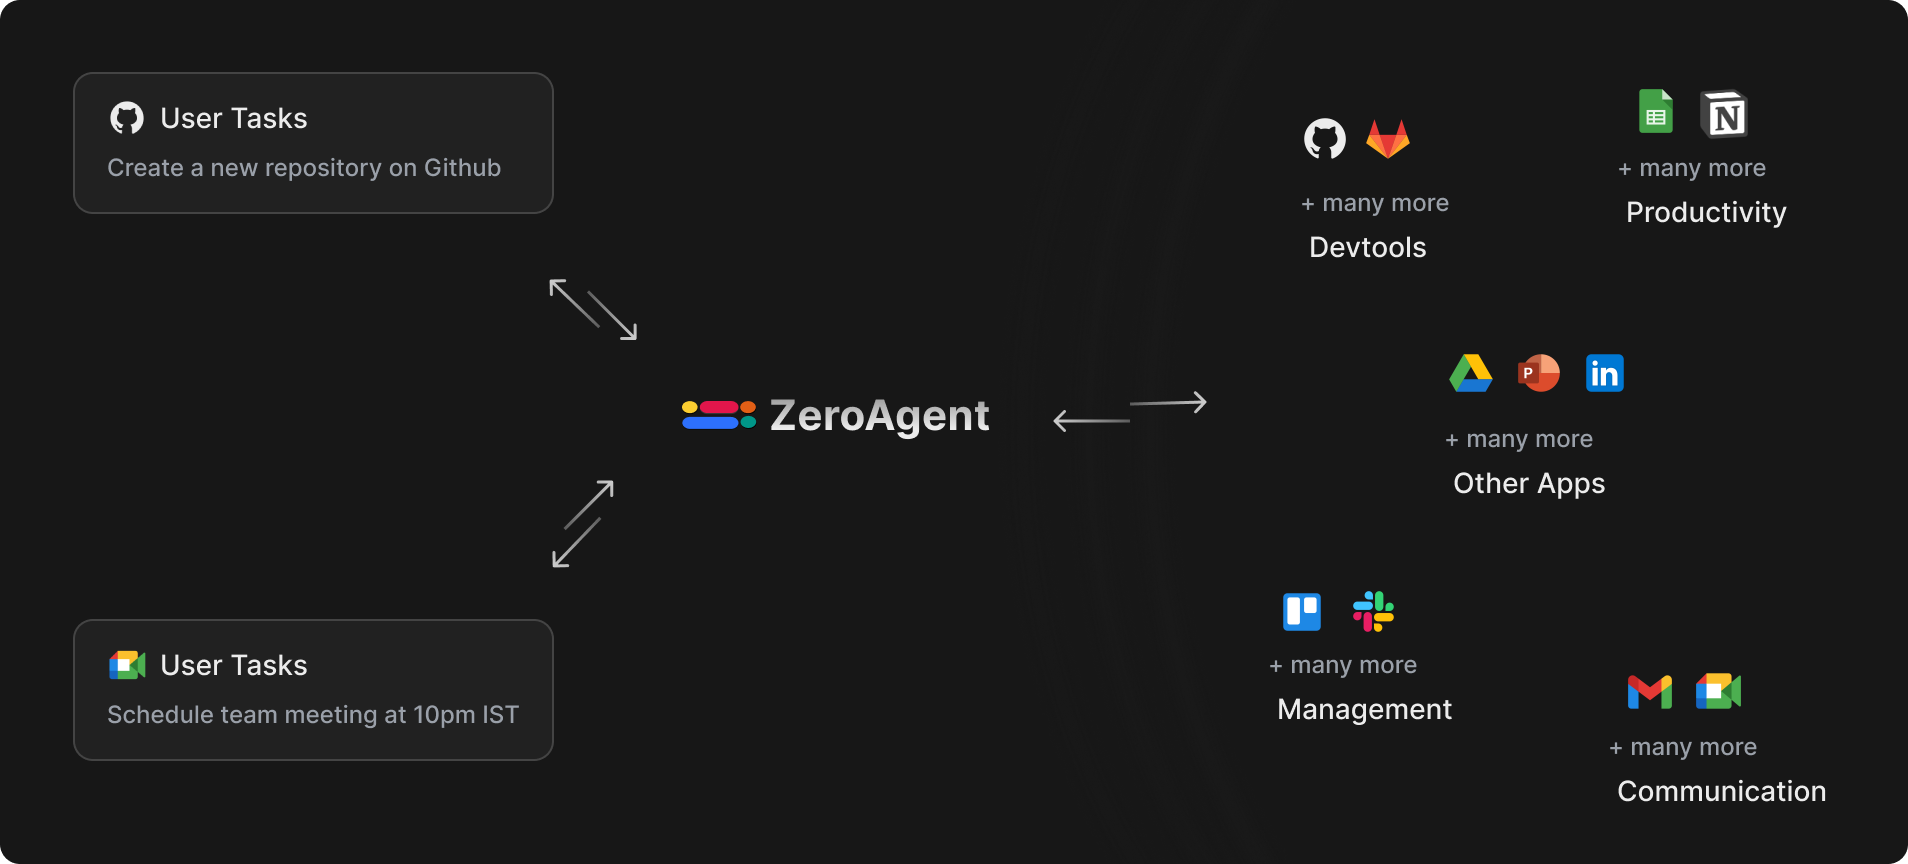 User Tasks
Create a new repository on Github
User Tasks
Schedule team meeting at 10pm IST
ZeroAgent
+ many more
Devtools
N
+ many more
Productivity
P
in
+ many more
Other Apps
+ many more
Management
+ many more
Communication